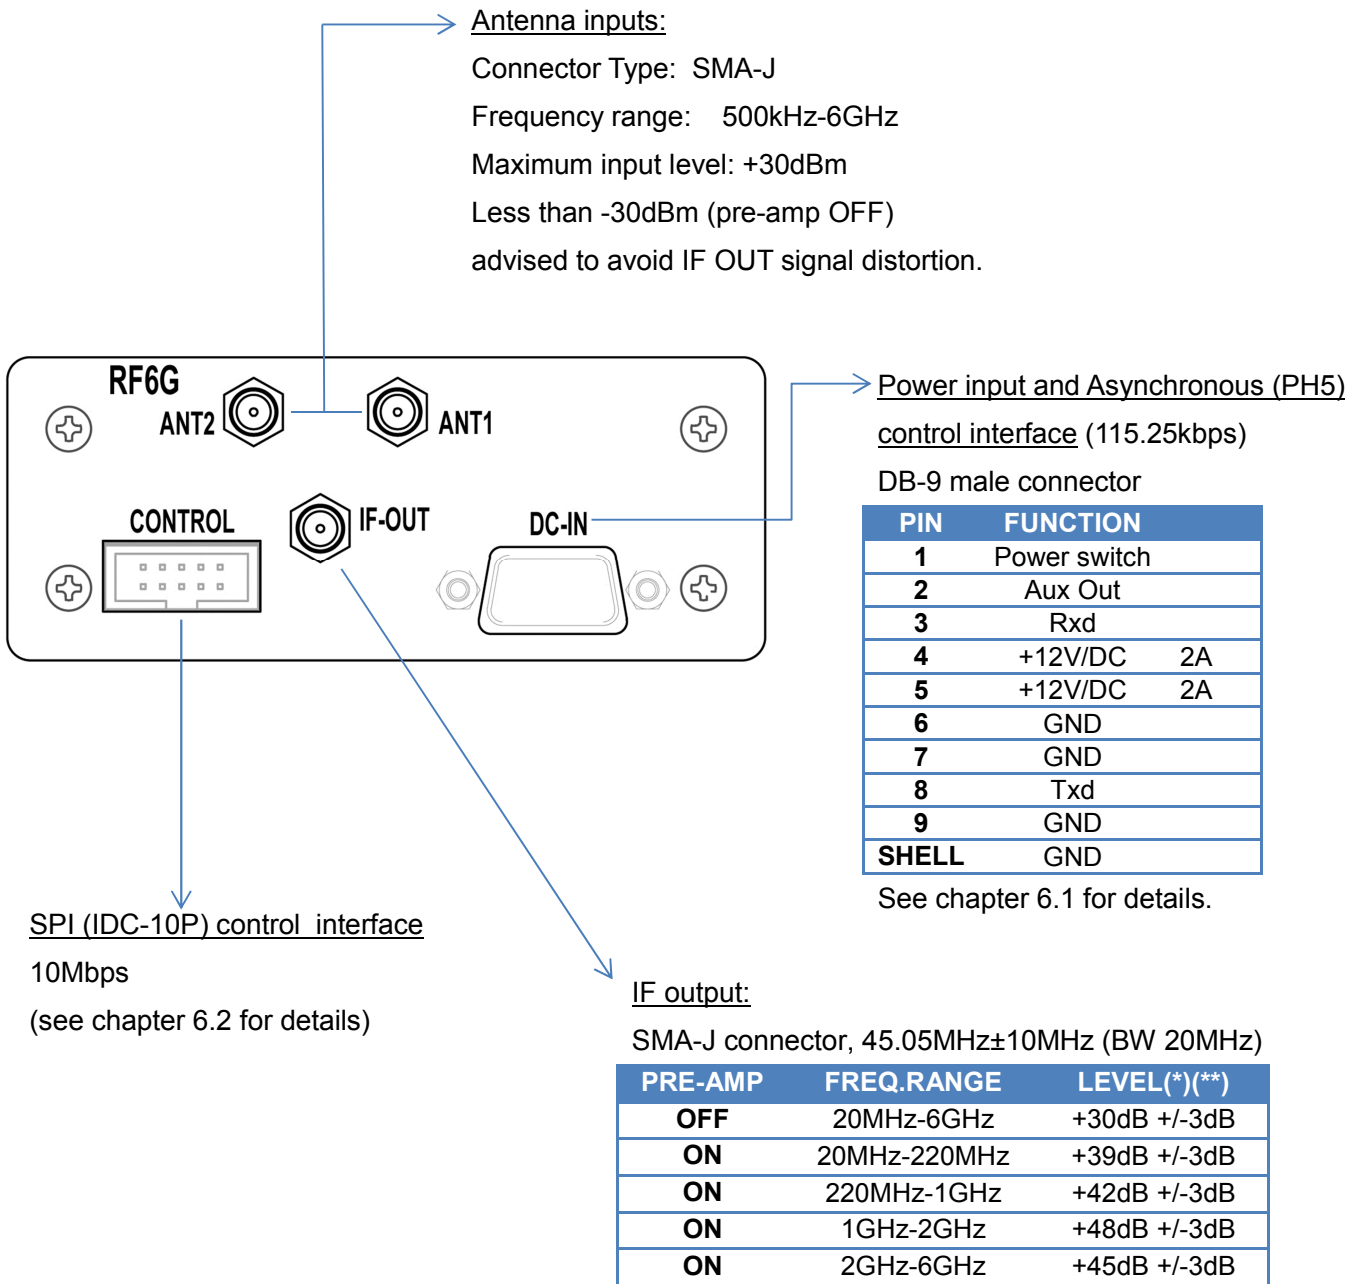 Antenna inputs:
Connector Type: SMA-J
Frequency range: 500kHz-6GHz
Maximum input level: +30dBm
Less than -30dBm (pre-amp OFF)
advised to avoid IF OUT signal distortion.
RF6G
ANT2
ANT1
CONTROL
IF-OUT
DC-IN
Power input and Asynchronous (PH5)
control interface (115.25kbps)
DB-9 male connector
PIN FUNCTION
1 Power switch
2 Aux Out
3 Rxd
4 +12V/DC 2A
5 +12V/DC 2A
6 GND
7 GND
8 Txd
9 GND
SHELL GND
See chapter 6.1 for details.
SPI (IDC-10P) control interface
10Mbps
(see chapter 6.2 for details)
IF output:
SMA-J connector, 45.05MHz±10MHz (BW 20MHz)
PRE-AMP FREQ.RANGE LEVEL(*)(**)
OFF 20MHz-6GHz +30dB +/-3dB
ON 20MHz-220MHz +39dB +/-3dB
ON 220MHz-1GHz +42dB +/-3dB
ON 1GHz-2GHz +48dB +/-3dB
ON 2GHz-6GHz +45dB +/-3dB